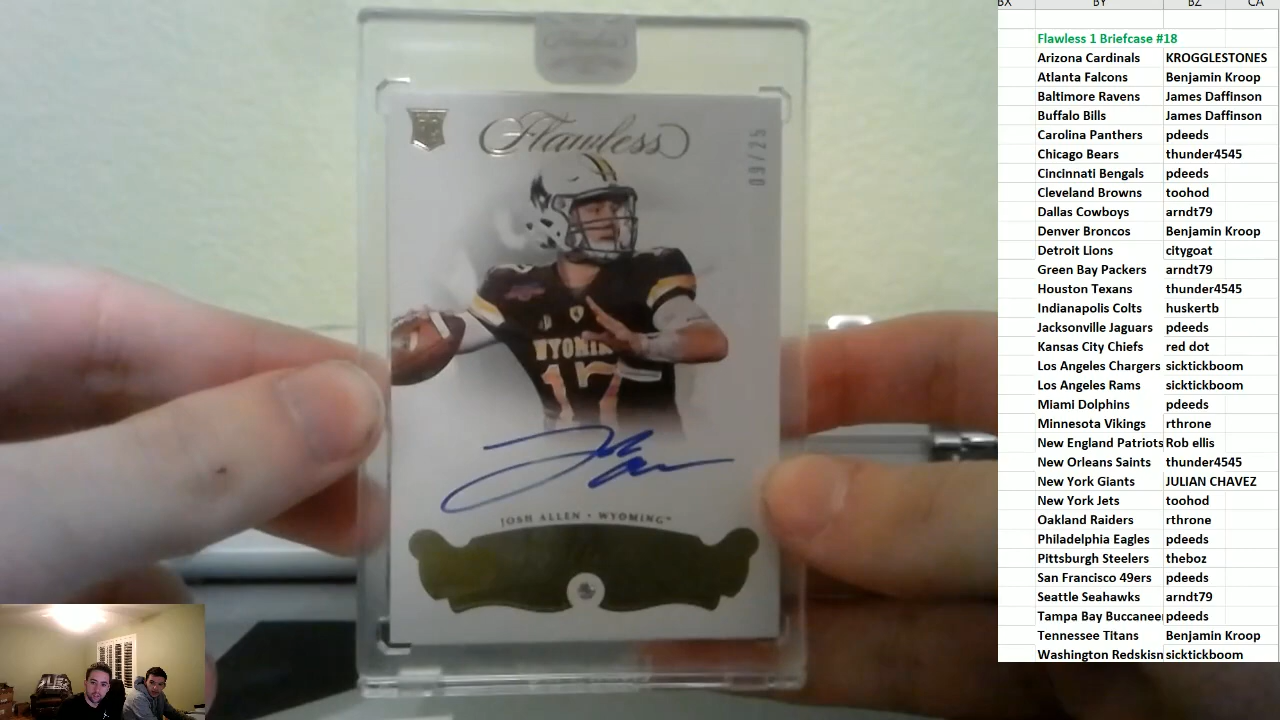 Flawless
09/25
WYOMIN
17
JOSH ALLEN • WYOMING™
BX BY BZ CA
Flawless 1 Briefcase #18
Arizona Cardinals KROGGLESTONES
Atlanta Falcons Benjamin Kroop
Baltimore Ravens James Daffinson
Buffalo Bills James Daffinson
Carolina Panthers pdeeds
Chicago Bears thunder4545
Cincinnati Bengals pdeeds
Cleveland Browns toohod
Dallas Cowboys arndt79
Denver Broncos Benjamin Kroop
Detroit Lions citygoat
Green Bay Packers arndt79
Houston Texans thunder4545
Indianapolis Colts huskertb
Jacksonville Jaguars pdeeds
Kansas City Chiefs red dot
Los Angeles Chargers sicktickboom
Los Angeles Rams sicktickboom
Miami Dolphins pdeeds
Minnesota Vikings rthrone
New England Patriots Rob ellis
New Orleans Saints thunder4545
New York Giants JULIAN CHAVEZ
New York Jets toohod
Oakland Raiders rthrone
Philadelphia Eagles pdeeds
Pittsburgh Steelers theboz
San Francisco 49ers pdeeds
Seattle Seahawks arndt79
Tampa Bay Buccanee pdeeds
Tennessee Titans Benjamin Kroop
Washington Redskisn sicktickboom